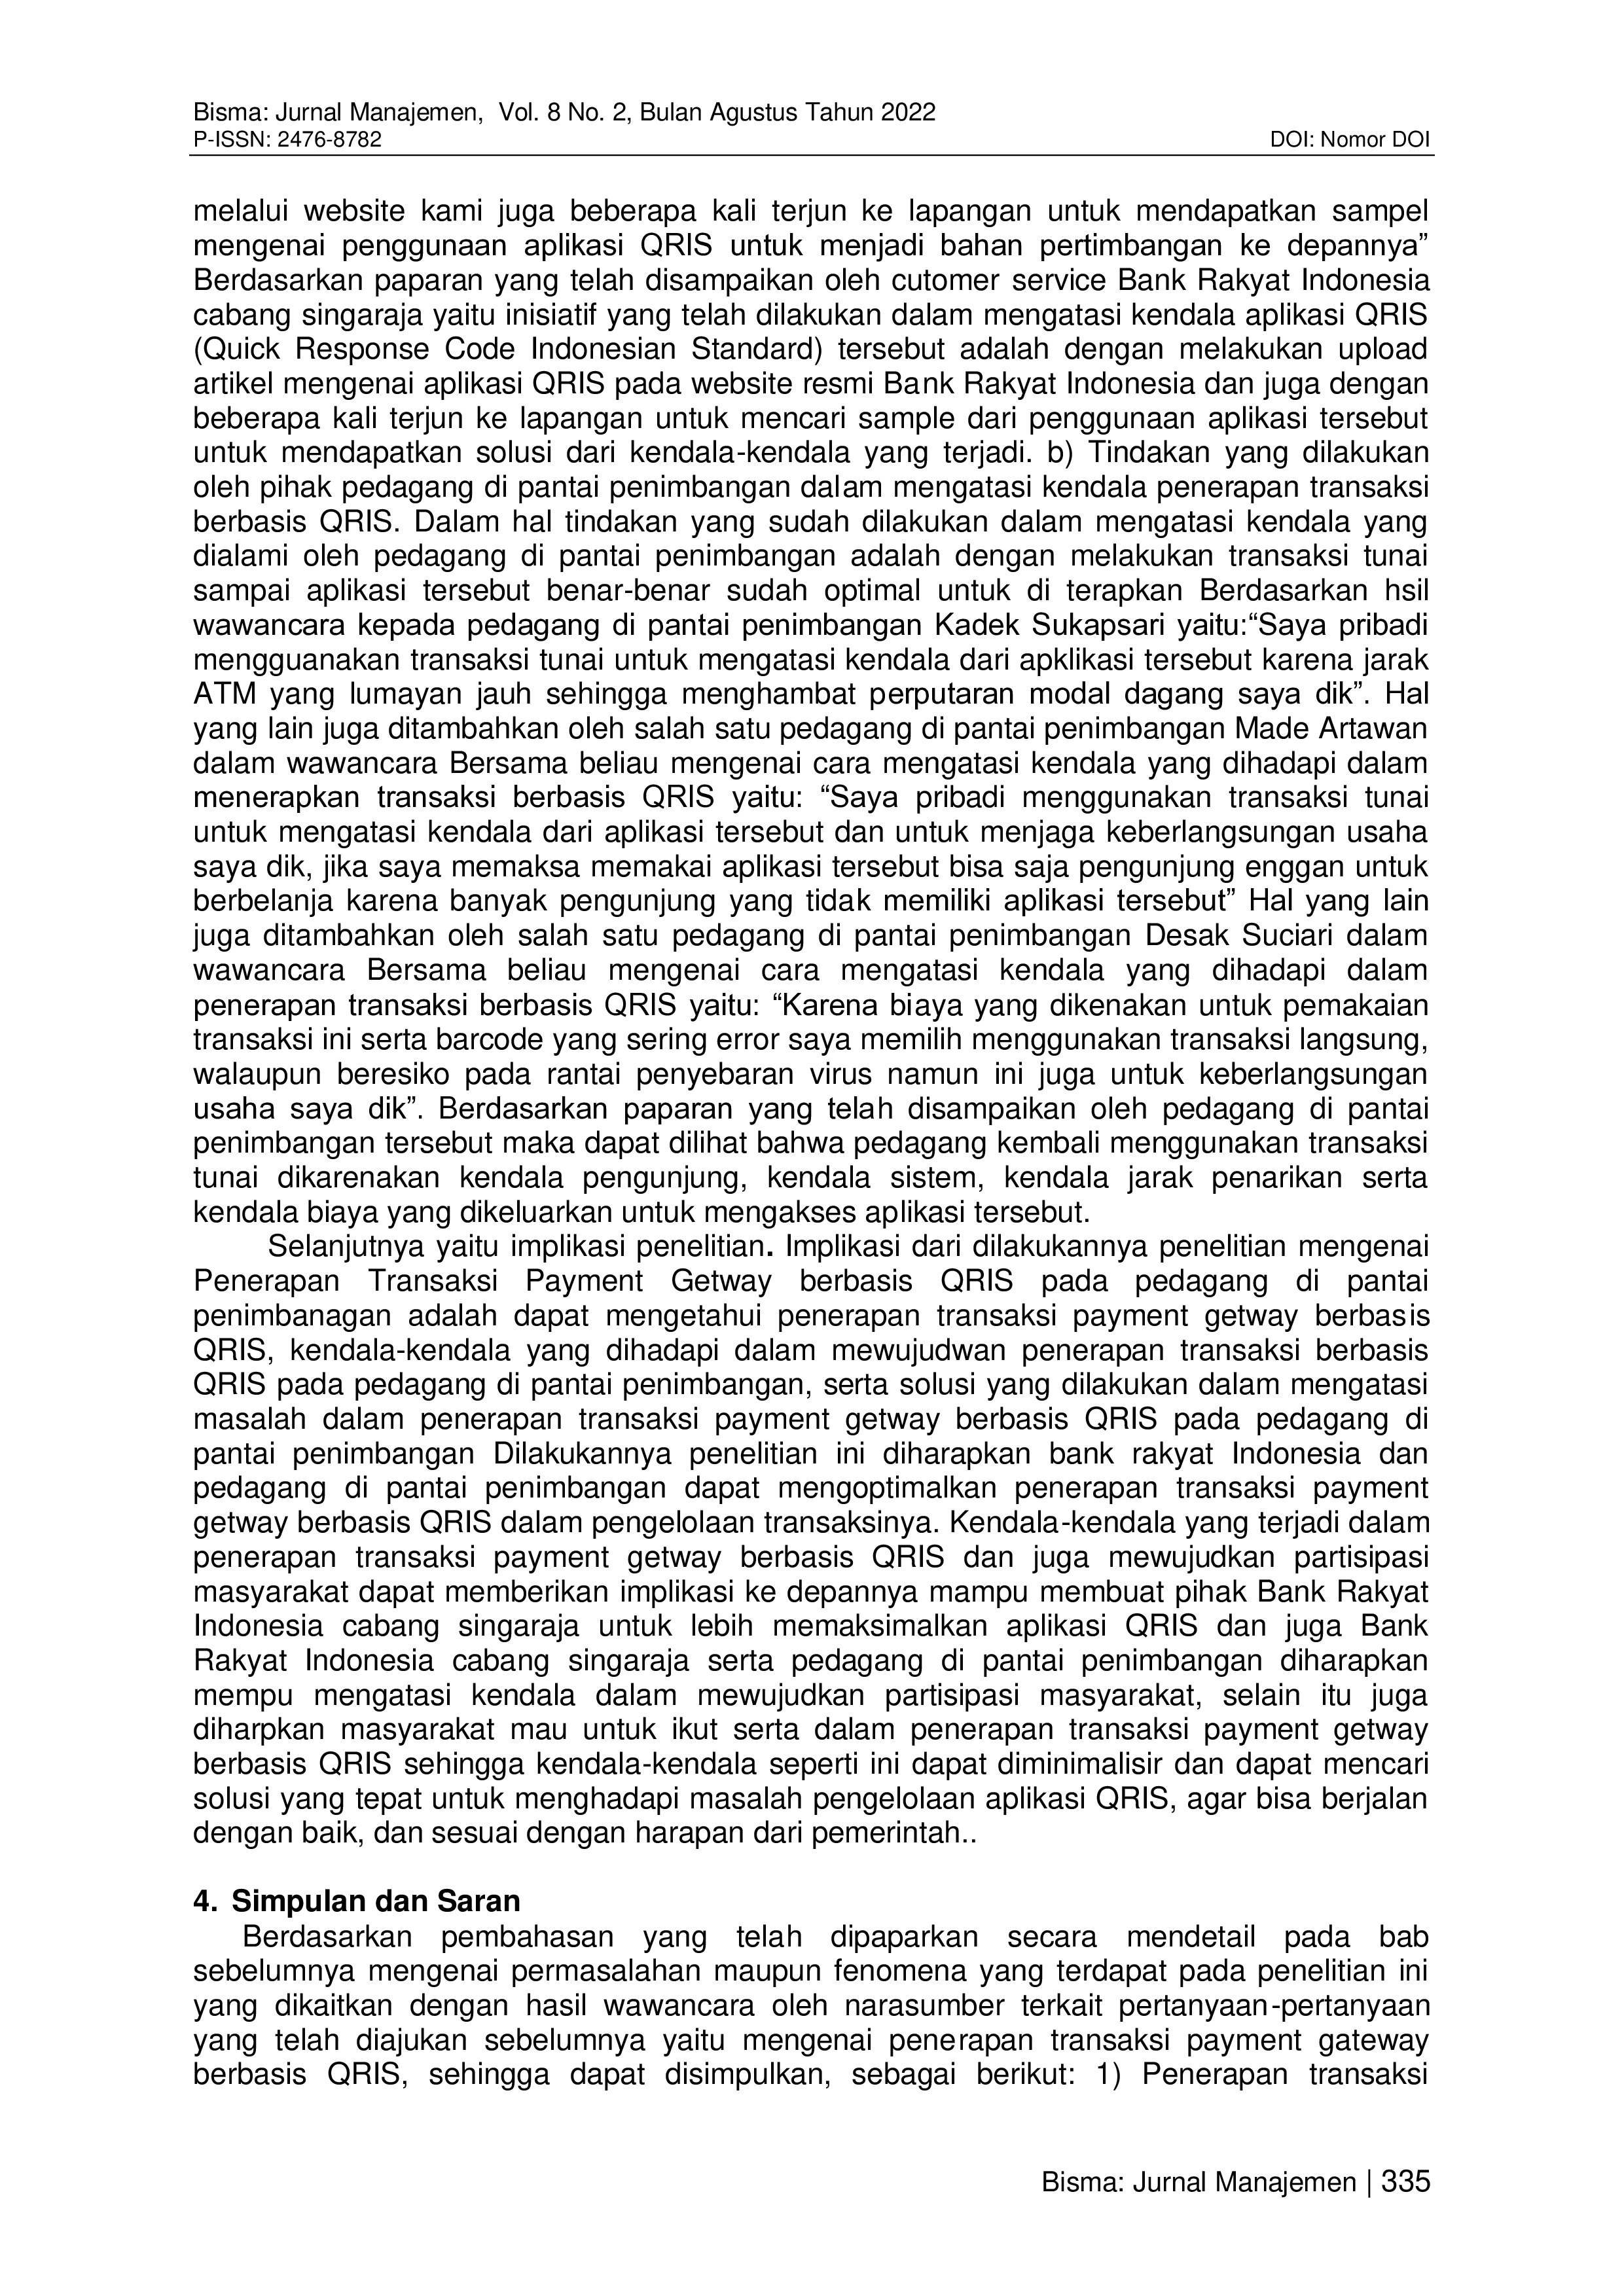 Bisma: Jurnal Manajemen, Vol. 8 No. 2, Bulan Agustus Tahun 2022
P-ISSN: 2476-8782 DOI: Nomor DOI
melalui website kami juga beberapa kali terjun ke lapangan untuk mendapatkan sampel
mengenai penggunaan aplikasi QRIS untuk menjadi bahan pertimbangan ke depannya”
Berdasarkan paparan yang telah disampaikan oleh cutomer service Bank Rakyat Indonesia
cabang singaraja yaitu inisiatif yang telah dilakukan dalam mengatasi kendala aplikasi QRIS
(Quick Response Code Indonesian Standard) tersebut adalah dengan melakukan upload
artikel mengenai aplikasi QRIS pada website resmi Bank Rakyat Indonesia dan juga dengan
beberapa kali terjun ke lapangan untuk mencari sample dari penggunaan aplikasi tersebut
untuk mendapatkan solusi dari kendala-kendala yang terjadi. b) Tindakan yang dilakukan
oleh pihak pedagang di pantai penimbangan dalam mengatasi kendala penerapan transaksi
berbasis QRIS. Dalam hal tindakan yang sudah dilakukan dalam mengatasi kendala yang
dialami oleh pedagang di pantai penimbangan adalah dengan melakukan transaksi tunai
sampai aplikasi tersebut benar-benar sudah optimal untuk di terapkan Berdasarkan hsil
wawancara kepada pedagang di pantai penimbangan Kadek Sukapsari yaitu:“Saya pribadi
mengguanakan transaksi tunai untuk mengatasi kendala dari apklikasi tersebut karena jarak
ATM yang lumayan jauh sehingga menghambat perputaran modal dagang saya dik”. Hal
yang lain juga ditambahkan oleh salah satu pedagang di pantai penimbangan Made Artawan
dalam wawancara Bersama beliau mengenai cara mengatasi kendala yang dihadapi dalam
menerapkan transaksi berbasis QRIS yaitu: “Saya pribadi menggunakan transaksi tunai
untuk mengatasi kendala dari aplikasi tersebut dan untuk menjaga keberlangsungan usaha
saya dik, jika saya memaksa memakai aplikasi tersebut bisa saja pengunjung enggan untuk
berbelanja karena banyak pengunjung yang tidak memiliki aplikasi tersebut” Hal yang lain
juga ditambahkan oleh salah satu pedagang di pantai penimbangan Desak Suciari dalam
wawancara Bersama beliau mengenai cara mengatasi kendala yang dihadapi dalam
penerapan transaksi berbasis QRIS yaitu: “Karena biaya yang dikenakan untuk pemakaian
transaksi ini serta barcode yang sering error saya memilih menggunakan transaksi langsung,
walaupun beresiko pada rantai penyebaran virus namun ini juga untuk keberlangsungan
usaha saya dik”. Berdasarkan paparan yang telah disampaikan oleh pedagang di pantai
penimbangan tersebut maka dapat dilihat bahwa pedagang kembali menggunakan transaksi
tunai dikarenakan kendala pengunjung, kendala sistem, kendala jarak penarikan serta
kendala biaya yang dikeluarkan untuk mengakses aplikasi tersebut.
Selanjutnya yaitu implikasi penelitian. Implikasi dari dilakukannya penelitian mengenai
Penerapan Transaksi Payment Getway berbasis QRIS pada pedagang di pantai
penimbanagan adalah dapat mengetahui penerapan transaksi payment getway berbasis
QRIS, kendala-kendala yang dihadapi dalam mewujudwan penerapan transaksi berbasis
QRIS pada pedagang di pantai penimbangan, serta solusi yang dilakukan dalam mengatasi
masalah dalam penerapan transaksi payment getway berbasis QRIS pada pedagang di
pantai penimbangan Dilakukannya penelitian ini diharapkan bank rakyat Indonesia dan
pedagang di pantai penimbangan dapat mengoptimalkan penerapan transaksi payment
getway berbasis QRIS dalam pengelolaan transaksinya. Kendala-kendala yang terjadi dalam
penerapan transaksi payment getway berbasis QRIS dan juga mewujudkan partisipasi
masyarakat dapat memberikan implikasi ke depannya mampu membuat pihak Bank Rakyat
Indonesia cabang singaraja untuk lebih memaksimalkan aplikasi QRIS dan juga Bank
Rakyat Indonesia cabang singaraja serta pedagang di pantai penimbangan diharapkan
mempu mengatasi kendala dalam mewujudkan partisipasi masyarakat, selain itu juga
diharpkan masyarakat mau untuk ikut serta dalam penerapan transaksi payment getway
berbasis QRIS sehingga kendala-kendala seperti ini dapat diminimalisir dan dapat mencari
solusi yang tepat untuk menghadapi masalah pengelolaan aplikasi QRIS, agar bisa berjalan
dengan baik, dan sesuai dengan harapan dari pemerintah..
4. Simpulan dan Saran
Berdasarkan pembahasan yang telah dipaparkan secara mendetail pada bab
sebelumnya mengenai permasalahan maupun fenomena yang terdapat pada penelitian ini
yang dikaitkan dengan hasil wawancara oleh narasumber terkait pertanyaan-pertanyaan
yang telah diajukan sebelumnya yaitu mengenai penerapan transaksi payment gateway
berbasis QRIS, sehingga dapat disimpulkan, sebagai berikut: 1) Penerapan transaksi
Bisma: Jurnal Manajemen | 335